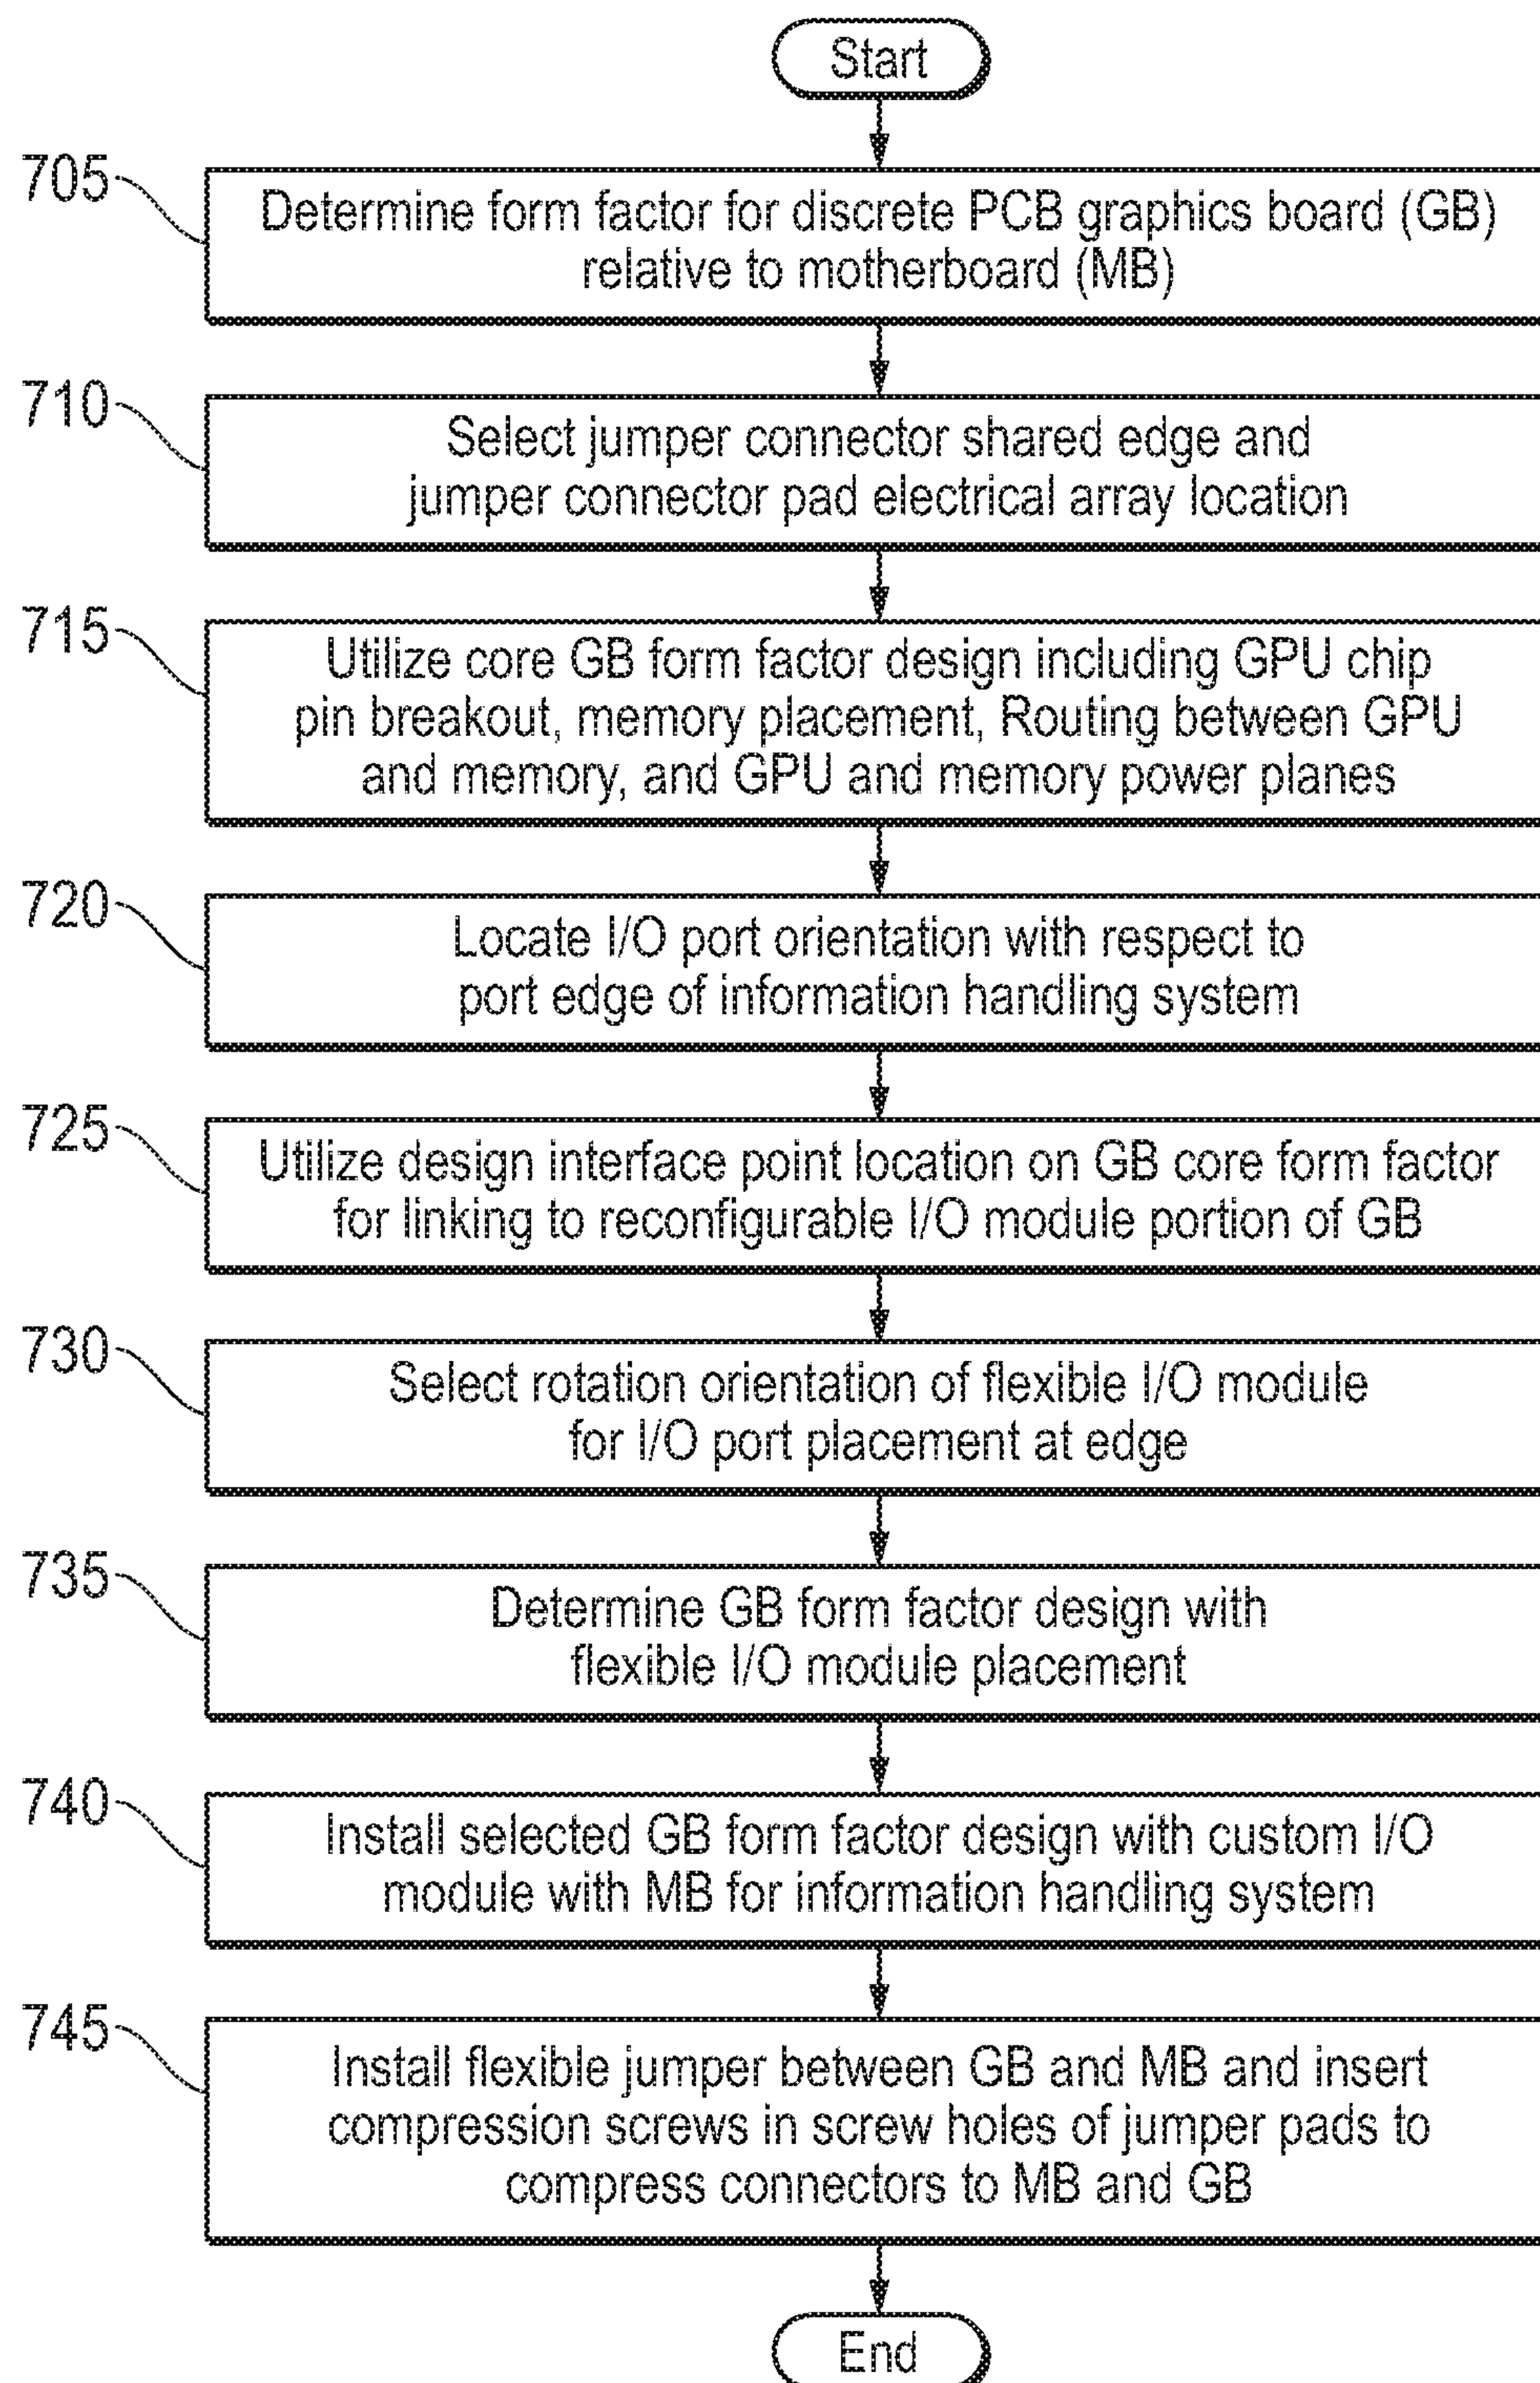 Start
705
Determine form factor for discrete PCB graphics board (GB)
relative to motherboard (MB)
710
Select jumper connector shared edge and
jumper connector pad electrical array location
715
Utilize core GB form factor design including GPU chip
pin breakout, memory placement, Routing between GPU
and memory, and GPU and memory power planes
720
Locate I/O port orientation with respect to
port edge of information handling system
725
Utilize design interface point location on GB core form factor
for linking to reconfigurable I/O module portion of GB
730
Select rotation orientation of flexible I/O module
for I/O port placement at edge
735
Determine GB form factor design with
flexible I/O module placement
740
Install selected GB form factor design with custom I/O
module with MB for information handling system
745
Install flexible jumper between GB and MB and insert
compression screws in screw holes of jumper pads to
compress connectors to MB and GB
End